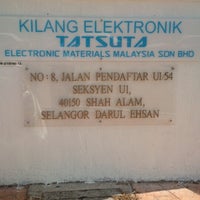 KILANG ELEKTRONIK
TATSUTA
ELECTRONIC MATERIALS MALAYSIA SDN BHD
NO : 8, JALAN PENDAFTAR U1-54
SEKSYEN U1,
40150 SHAH ALAM,
SELANGOR DARUL EHSAN